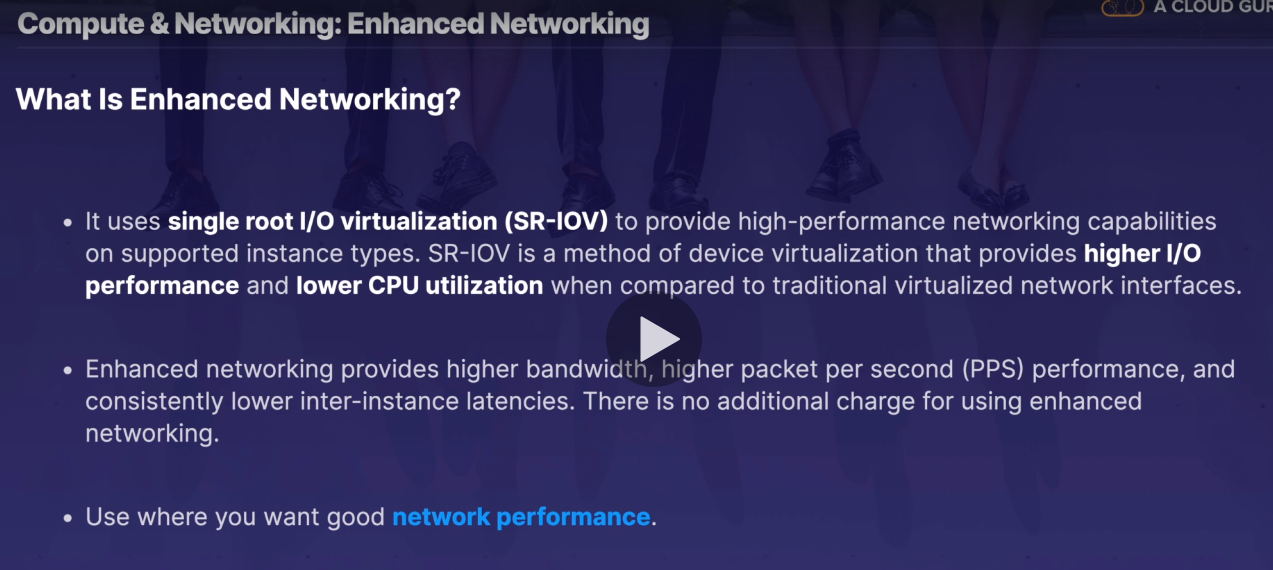 Compute & Networking: Enhanced Networking
A CLOUD
What Is Enhanced Networking?
• It uses single root I/O virtualization (SR-IOV) to provide high-performance networking capabilities
on supported instance types. SR-IOV is a method of device virtualization that provides higher I/O
performance and lower CPU utilization when compared to traditional virtualized network interfaces.
• Enhanced networking provides higher bandwidth, higher packet per second (PPS) performance, and
consistently lower inter-instance latencies. There is no additional charge for using enhanced
networking.
• Use where you want good network performance.